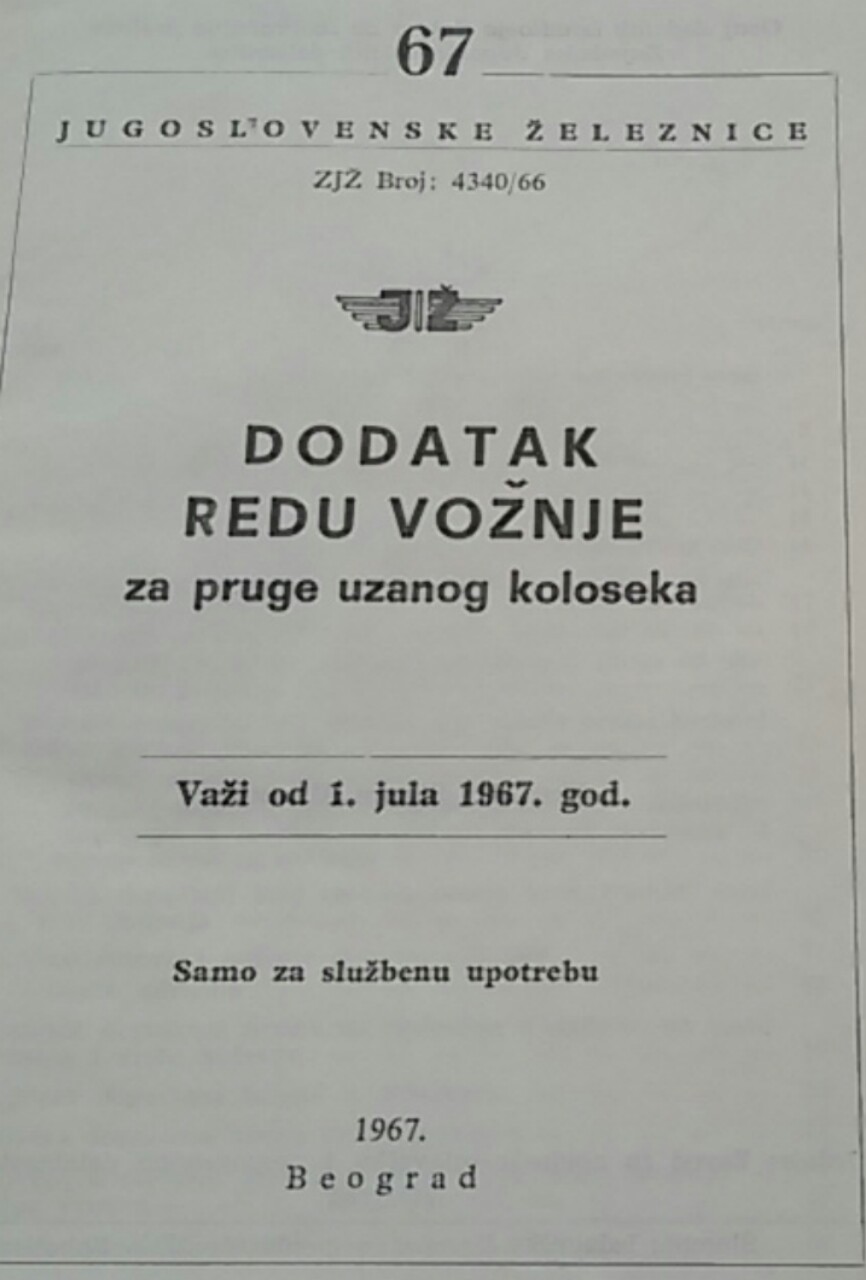 67
JUGOSLOVENSKE ŽELEZNICE
ZJŽ Broj: 4340/66
JŽ
DODATAK
REDU VOŽNJE
za pruge uzanog koloseka
Važi od 1. jula 1967. god.
Samo za službenu upotrebu
1967.
Beograd